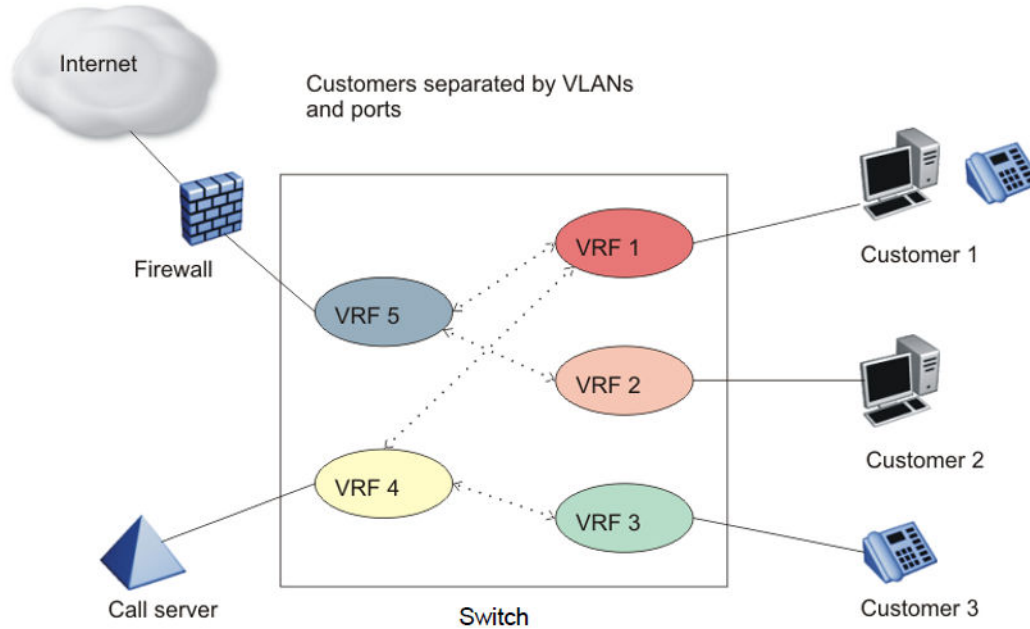 Internet
Customers separated by VLANs
and ports
Firewall
VRF 1
Customer 1
VRF 5
VRF 2
Customer 2
VRF 4
VRF 3
Call server
Customer 3
Switch